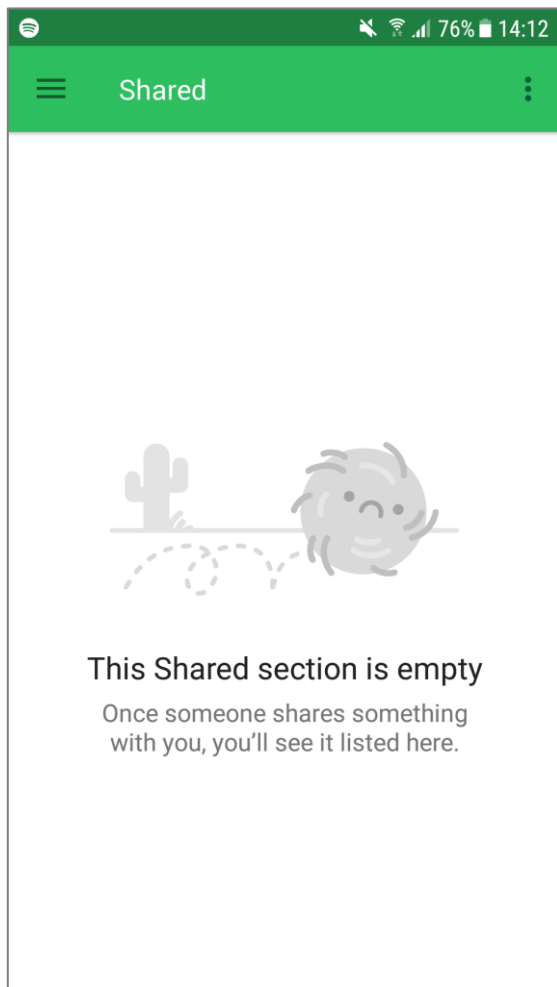 76% 14:12
Shared
This Shared section is empty
Once someone shares something
with you, you’ll see it listed here.